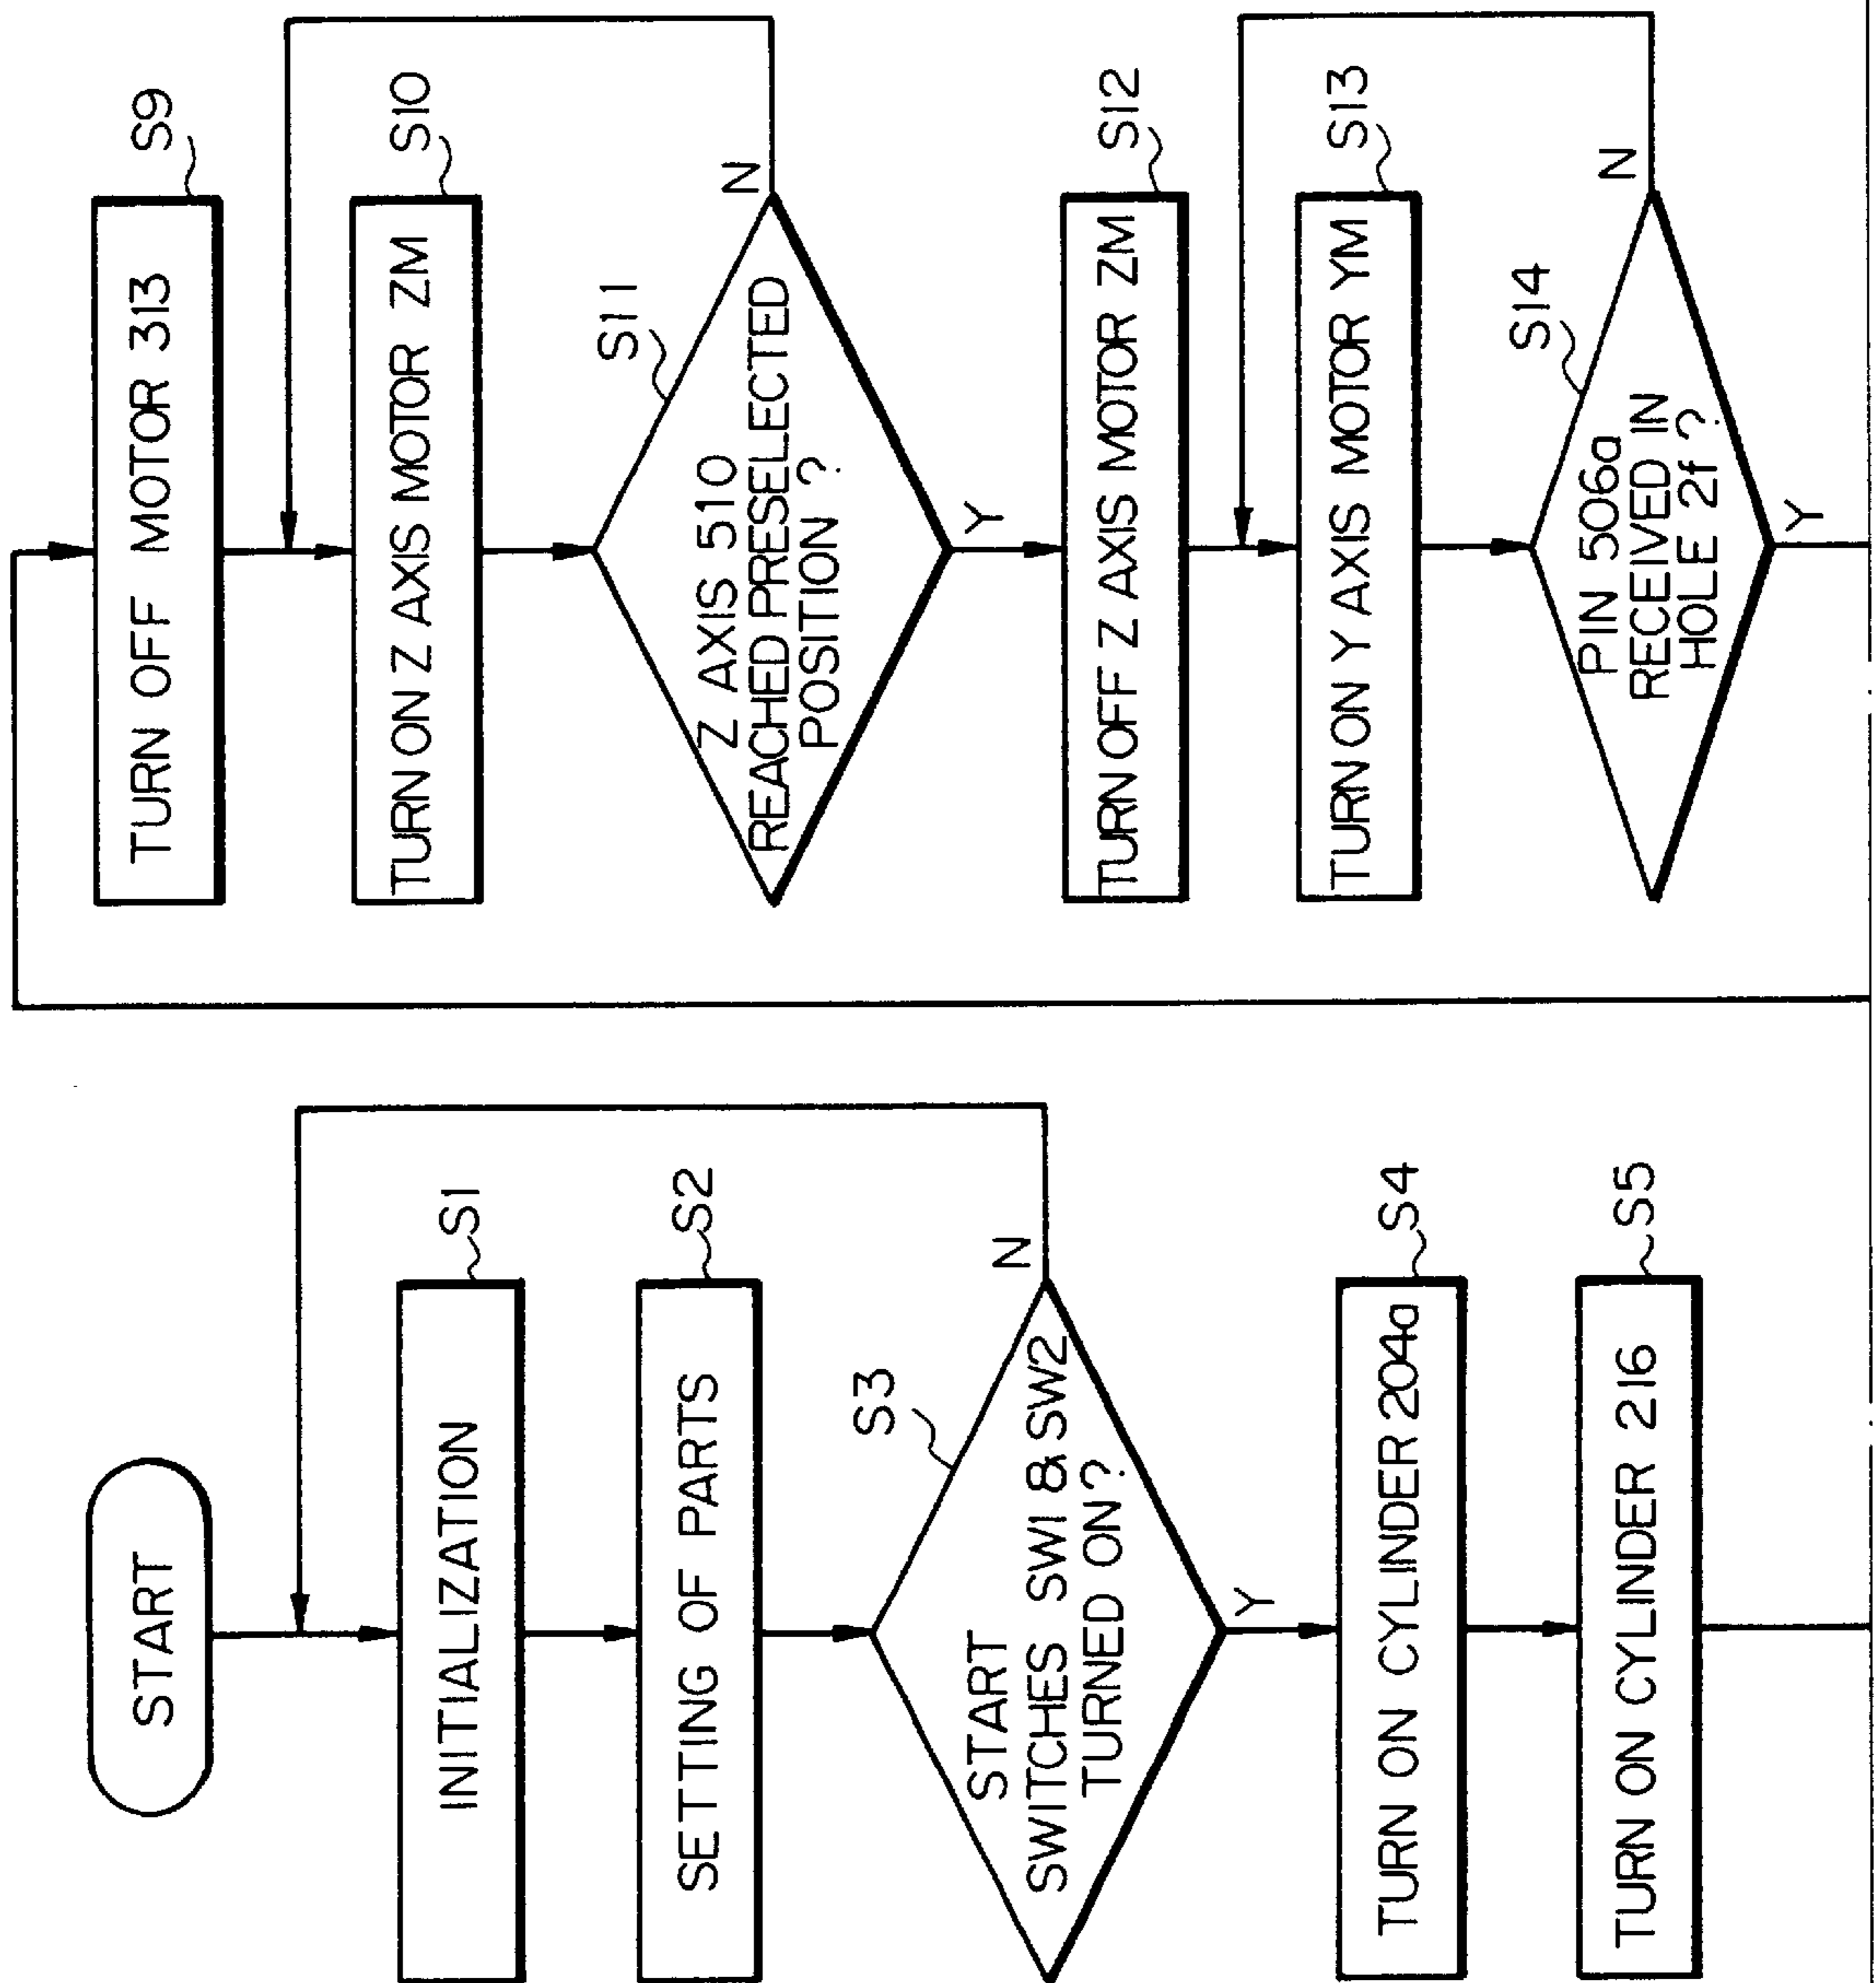 START
INITIALIZATION
S1
SETTING OF PARTS
S2
START
SWITCHES SW1 & SW2
TURNED ON?
S3
N
Y
TURN ON CYLINDER 204a
S4
TURN ON CYLINDER 216
S5
TURN OFF MOTOR 313
S9
TURN ON Z AXIS MOTOR ZM
S10
Z AXIS 510
REACHED PRESELECTED
POSITION ?
S11
N
Y
TURN OFF Z AXIS MOTOR ZM
S12
TURN ON Y AXIS MOTOR YM
S13
PIN 506a
RECEIVED IN
HOLE 2f ?
S14
N
Y